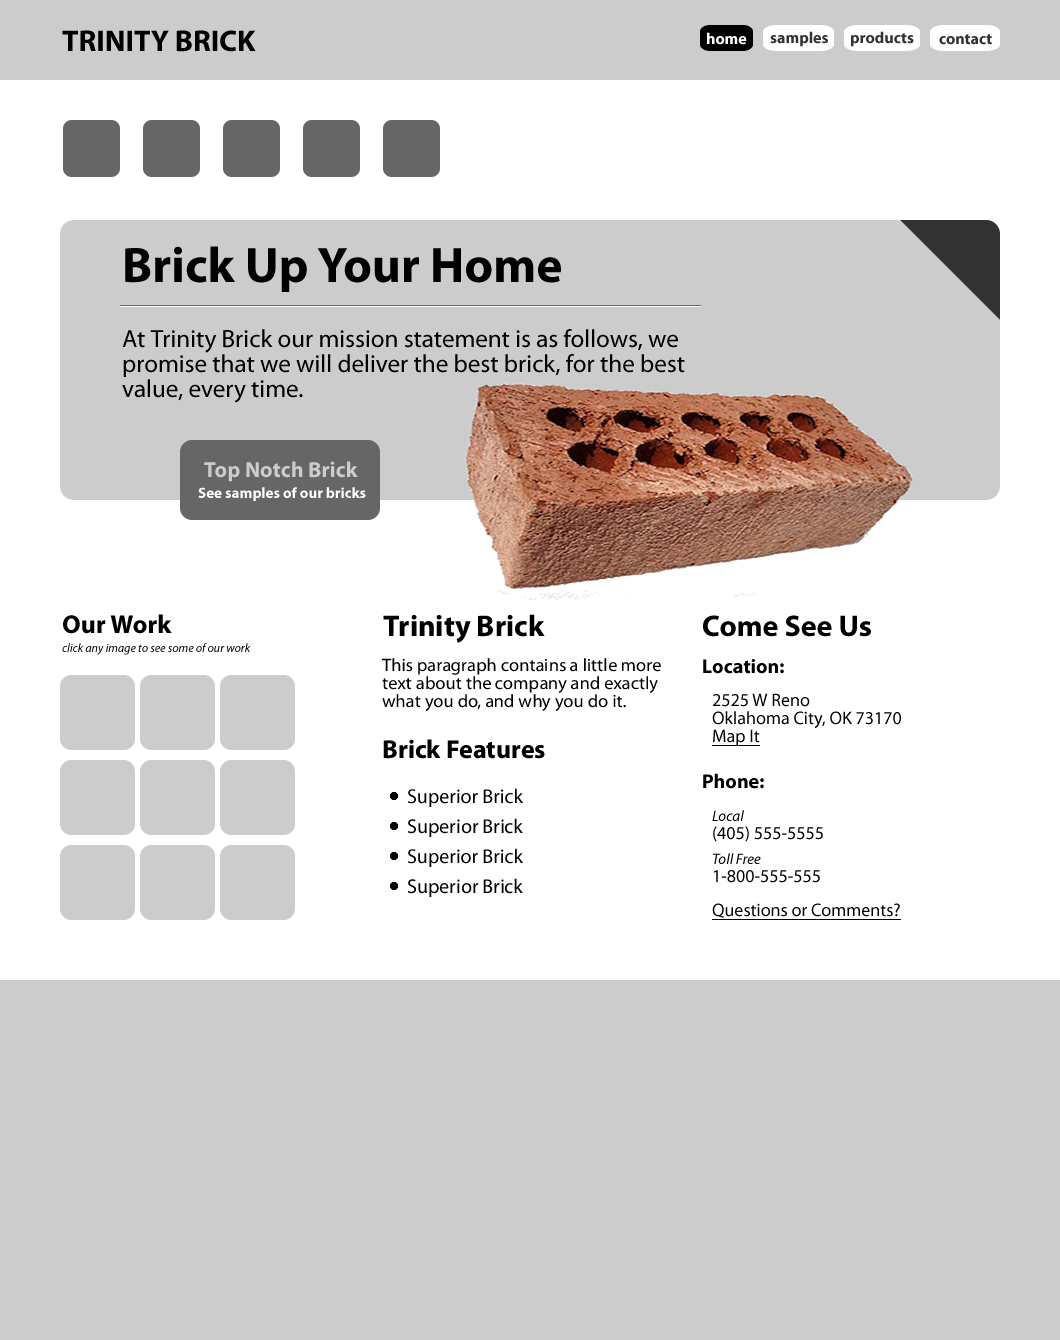 TRINITY BRICK
home samples products contact
Brick Up Your Home
At Trinity Brick our mission statement is as follows, we
promise that we will deliver the best brick, for the best
value, every time.
Top Notch Brick
See samples of our bricks
Our Work
click any image to see some of our work
Trinity Brick
This paragraph contains a little more
text about the company and exactly
what you do, and why you do it.
Brick Features
Superior Brick
Superior Brick
Superior Brick
Superior Brick
Come See Us
Location:
2525 W Reno
Oklahoma City, OK 73170
Map It
Phone:
Local
(405) 555-5555
Toll Free
1-800-555-555
Questions or Comments?